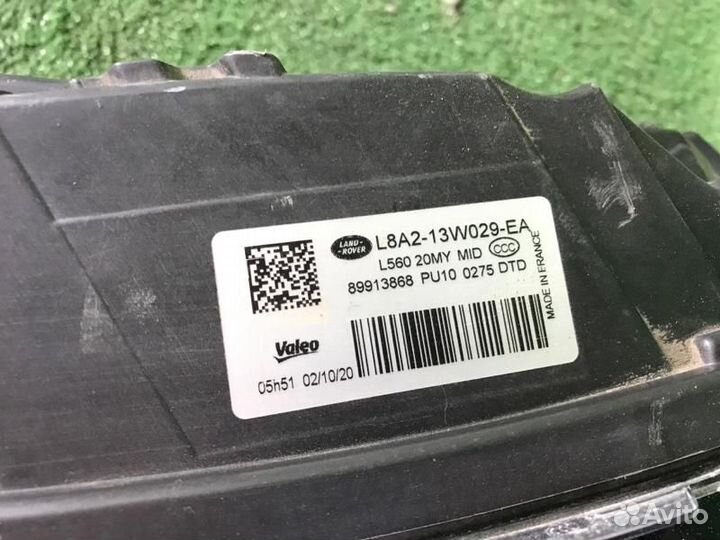 LAND-
ROVER
L8A2-13W029-EA
L560 20MY MID CCC
89913868 PU10 0275 DTD
MADE IN FRANCE
Valeo
05h51 02/10/20
Avito